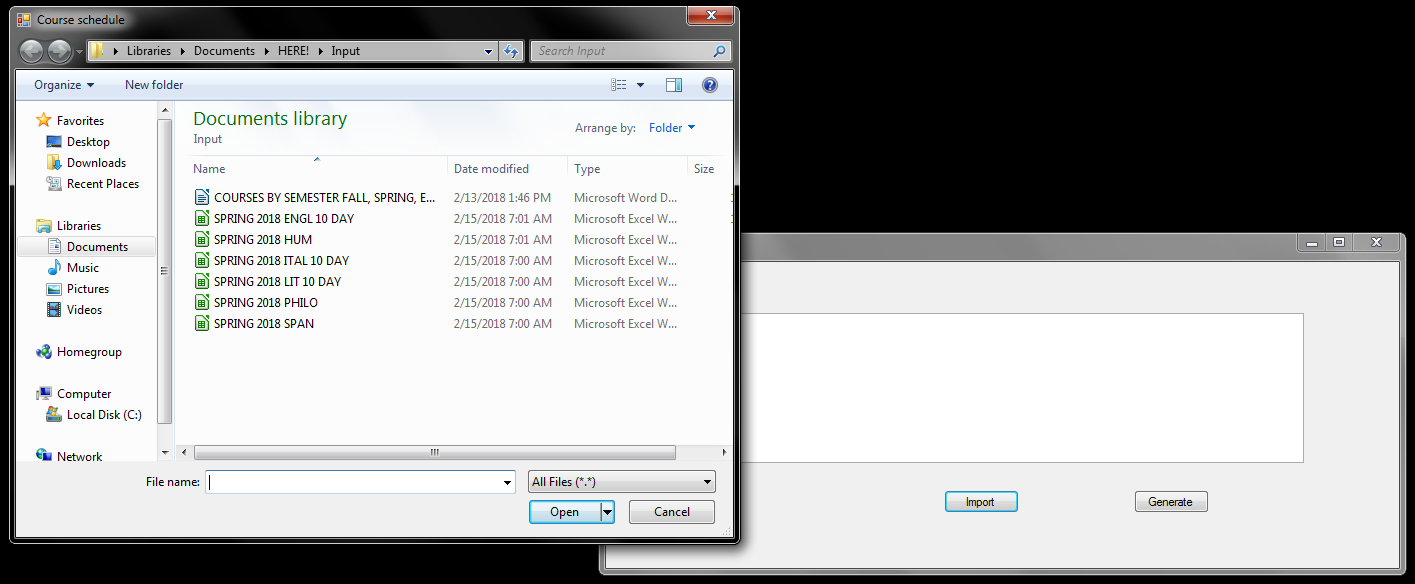 Course schedule
Libraries Documents HERE! Input
Search Input
Organize New folder
Favorites
Desktop
Downloads
Recent Places
Libraries
Documents
Music
Pictures
Videos
Homegroup
Computer
Local Disk (C:)
Network
Documents library
Input
Arrange by: Folder
Name Date modified Type Size
COURSES BY SEMESTER FALL, SPRING, E... 2/13/2018 1:46 PM Microsoft Word D...
SPRING 2018 ENGL 10 DAY 2/15/2018 7:01 AM Microsoft Excel W...
SPRING 2018 HUM 2/15/2018 7:01 AM Microsoft Excel W...
SPRING 2018 ITAL 10 DAY 2/15/2018 7:00 AM Microsoft Excel W...
SPRING 2018 LIT 10 DAY 2/15/2018 7:00 AM Microsoft Excel W...
SPRING 2018 PHILO 2/15/2018 7:00 AM Microsoft Excel W...
SPRING 2018 SPAN 2/15/2018 7:00 AM Microsoft Excel W...
File name: All Files (*.*)
Open Cancel
Import Generate